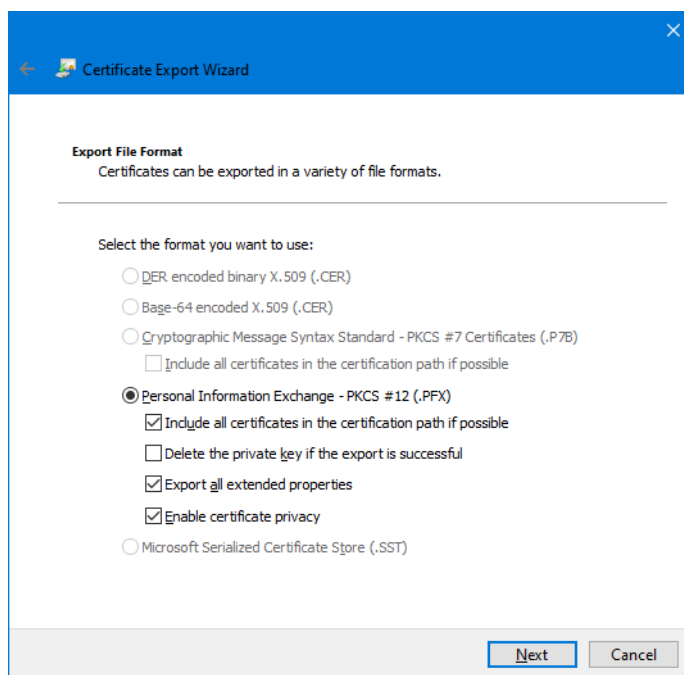 Certificate Export Wizard
Export File Format
Certificates can be exported in a variety of file formats.
Select the format you want to use:
DER encoded binary X.509 (.CER)
Base-64 encoded X.509 (.CER)
Cryptographic Message Syntax Standard - PKCS #7 Certificates (.P7B)
Include all certificates in the certification path if possible
Personal Information Exchange - PKCS #12 (.PFX)
Include all certificates in the certification path if possible
Delete the private key if the export is successful
Export all extended properties
Enable certificate privacy
Microsoft Serialized Certificate Store (.SST)
Next Cancel